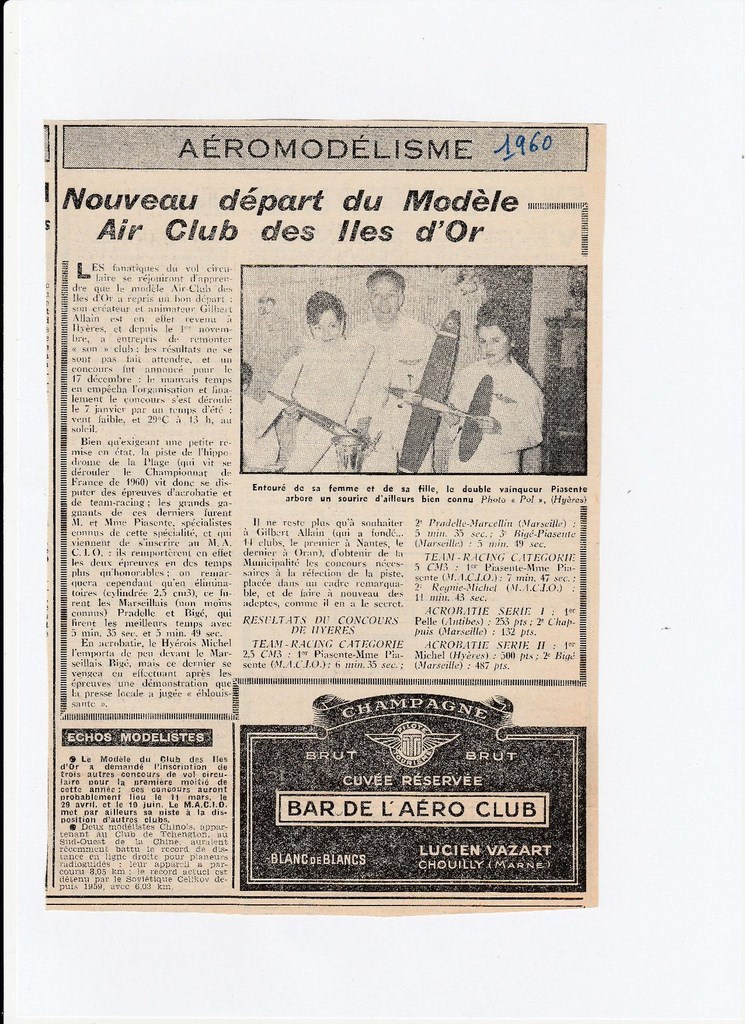 AÉROMODÉLISME 1960
Nouveau départ du Modèle
Air Club des Iles d'Or
LES fanatiques du vol circu-
laire se réjouiront d'appren-
dre que le modèle Air-Club des
Iles d'Or a repris un bon départ :
son créateur et animateur Gilbert
Allain est en effet revenu à
Hyères, et depuis le 1er novem-
bre, a entrepris de remonter
« son » club ; les résultats ne se
sont pas fait attendre, et un
concours fut annoncé pour le
17 décembre : le mauvais temps
en empêcha l'organisation et fina-
lement le concours s'est déroulé
le 7 janvier par un temps d'été :
vent faible, et 29°C à 13 h, au
soleil.
Bien qu'exigeant une petite re-
mise en état, la piste de l'hippo-
drome de la Plage (qui vit se
dérouler le Championnat de
France de 1960) vit donc se dis-
puter des épreuves d'acrobatie et
de team-racing ; les grands ga-
gnants de ces derniers furent
M. et Mme Piasente, spécialistes
connus de cette spécialité, et qui
viennent de s'inscrire au M.A.
C.I.O. : ils remportèrent en effet
les deux épreuves en des temps
plus qu'honorables ; on remar-
quera cependant qu'en élimina-
toires (cylindrée 2,5 cm3), ce fu-
rent les Marseillais (non moins
connus) Pradelle et Bigé, qui
firent les meilleurs temps avec
5 min. 35 sec. et 5 min. 49 sec.
En acrobatie, le Hyérois Michel
l'emporta de peu devant le Mar-
seillais Bigé, mais ce dernier se
vengea en effectuant après les
épreuves une démonstration que
la presse locale a jugée « éblouis-
sante ».
Entouré de sa femme et de sa fille, le double vainqueur Piasente
arbore un sourire d'ailleurs bien connu Photo « Pol », (Hyères)
Il ne reste plus qu'à souhaiter
à Gilbert Allain (qui a fondé...
14 clubs, le premier à Nantes, le
dernier à Oran), d'obtenir de la
Municipalité les concours néces-
saires à la réfection de la piste,
placée dans un cadre remarqua-
ble, et de faire à nouveau des
adeptes, comme il en a le secret.
RESULTATS DU CONCOURS
DE HYERES
TEAM-RACING CATEGORIE
2,5 CM3 : 1er Piasente-Mme Pia-
sente (M.A.C.I.O.) : 6 min. 35 sec ;
2e Pradelle-Marcellin (Marseille) :
5 min. 35 sec. ; 3e Bigé-Piasente
(Marseille) : 5 min. 49 sec.
TEAM-RACING CATEGORIE
5 CM3 : 1er Piasente-Mme Pia-
sente (M.A.C.I.O.) : 7 min. 47 sec. ;
2e Regnie-Michel (M.A.C.I.O.) :
11 min. 43 sec.
ACROBATIE SERIE I : 1er
Pelle (Antibes) : 253 pts ; 2e Chap-
puis (Marseille) : 132 pts.
ACROBATIE SERIE II : 1er
Michel (Hyères) : 500 pts ; 2e Bigé
(Marseille) : 487 pts.
ECHOS MODELISTES
● Le Modèle du Club des Iles
d'Or a demandé l'inscription de
trois autres concours de vol circu-
laire pour la première moitié de
cette année ; ces concours auront
probablement lieu le 11 mars, le
29 avril, et le 10 juin. Le M.A.C.I.O.
met par ailleurs sa piste à la dis-
position d'autres clubs.
● Deux modélistes Chinois, appar-
tenant au Club de Tchengton, au
Sud-Ouest de la Chine, auraient
récemment battu le record de dis-
tance en ligne droite pour planeurs
radioguidés : leur appareil a par-
couru 8,05 km ; le record actuel est
détenu par le Soviétique Celikov de-
puis 1959, avec 6,03 km.
CHAMPAGNE
BRUT BRUT
CUVÉE RÉSERVÉE
BAR DE L'AÉRO CLUB
BLANC DE BLANCS
LUCIEN VAZART
CHOUILLY (MARNE)